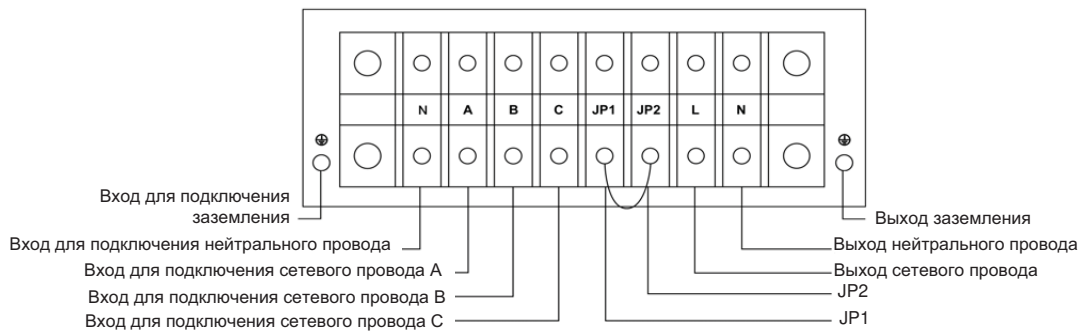 N A B C JP1 JP2 L N
Вход для подключения
заземления
Вход для подключения нейтрального провода
Вход для подключения сетевого провода A
Вход для подключения сетевого провода B
Вход для подключения сетевого провода C
Выход заземления
Выход нейтрального провода
Выход сетевого провода
JP2
JP1